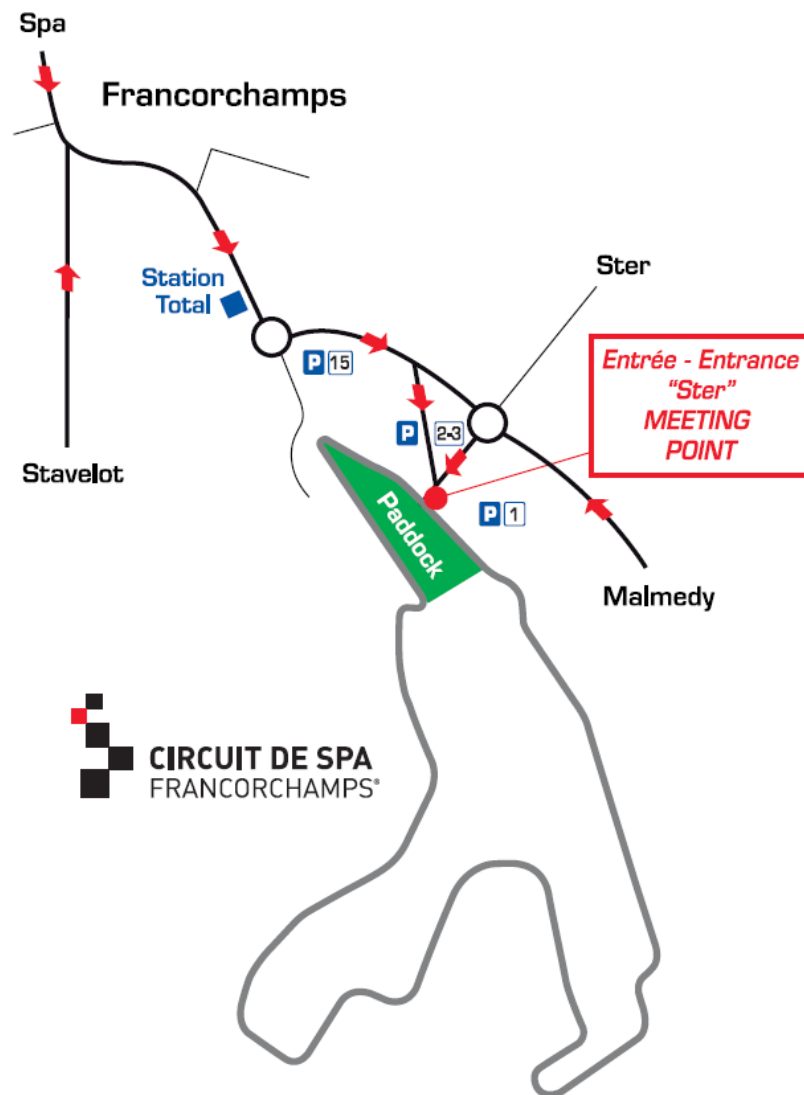 Spa
Francorchamps
Station
Total
Ster
Entrée - Entrance
“Ster”
MEETING
POINT
P 15
P 2-3
Stavelot
P 1
Paddock
Malmedy
CIRCUIT DE SPA
FRANCORCHAMPS®